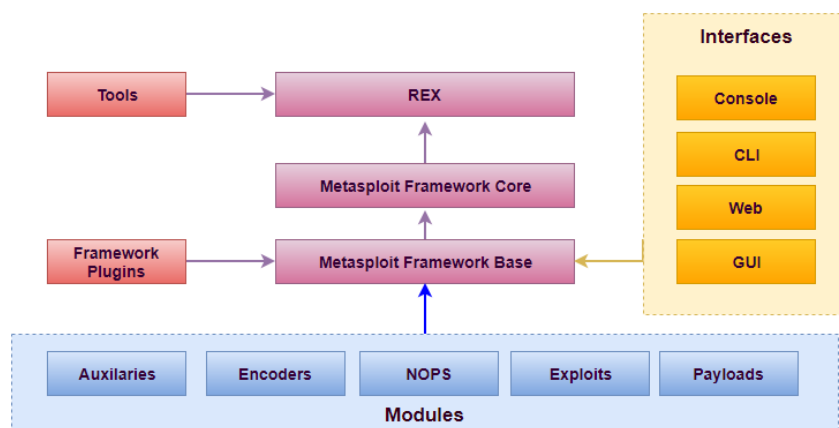 Interfaces
Tools
REX
Console
CLI
Metasploit Framework Core
Web
Framework
Plugins
Metasploit Framework Base
GUI
Auxilaries
Encoders
NOPS
Exploits
Payloads
Modules